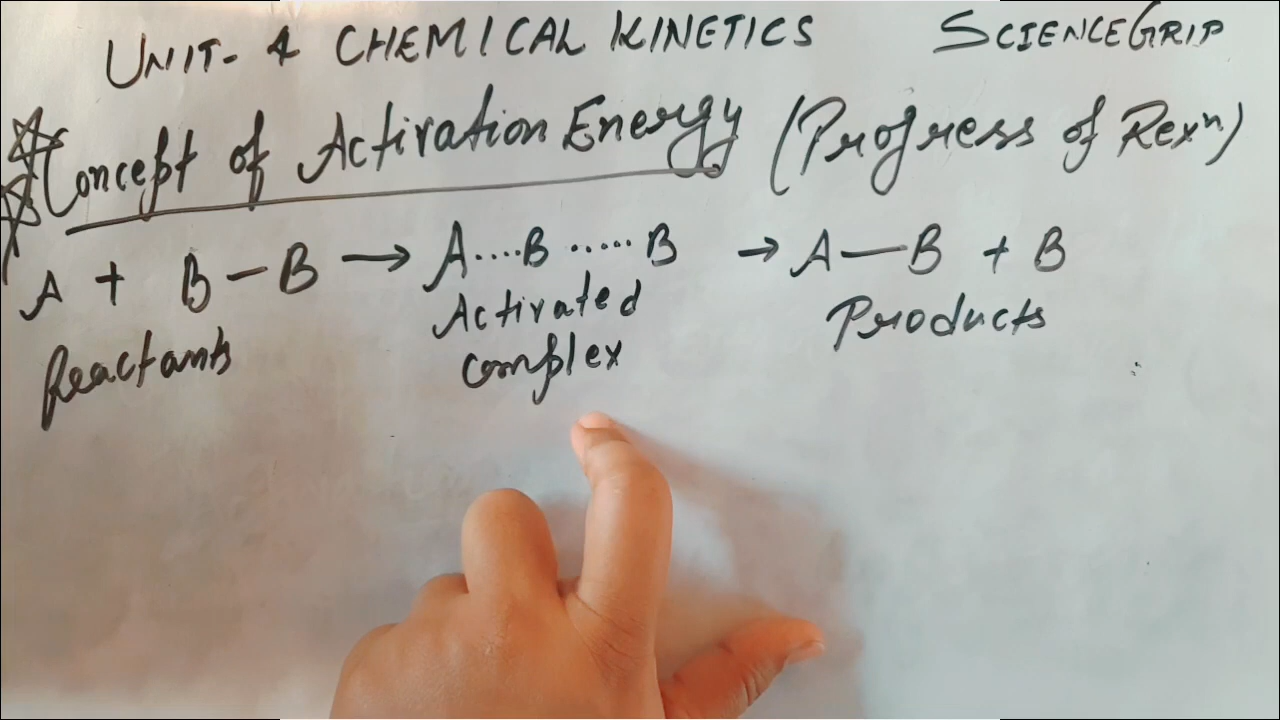 UNIT- 4 CHEMICAL KINETICS SCIENCEGRIP
Concept of Activation Energy (Progress of Rexⁿ)
A + B – B → A....B .....B → A—B + B
Reactants Activated complex Products